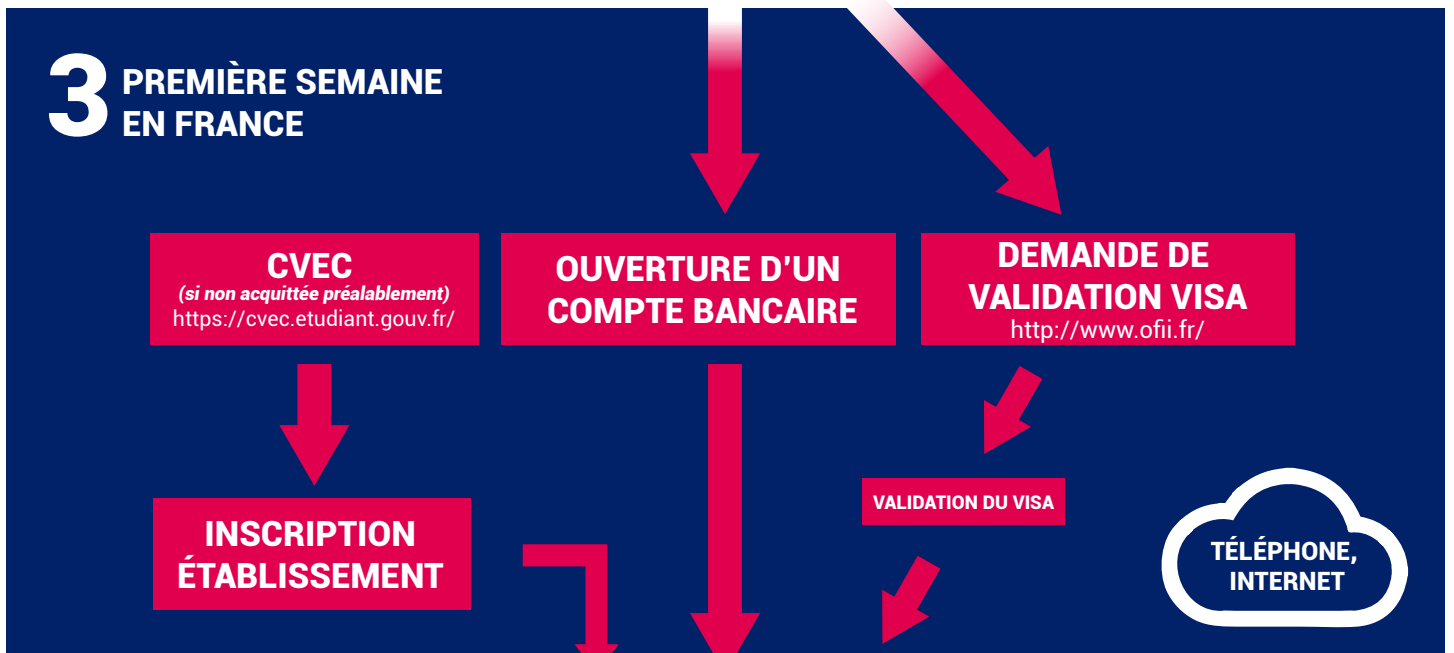 3 PREMIÈRE SEMAINE
EN FRANCE
CVEC
(si non acquittée préalablement)
https://cvec.etudiant.gouv.fr/
OUVERTURE D'UN
COMPTE BANCAIRE
DEMANDE DE
VALIDATION VISA
http://www.ofii.fr/
INSCRIPTION
ÉTABLISSEMENT
VALIDATION DU VISA
TÉLÉPHONE,
INTERNET